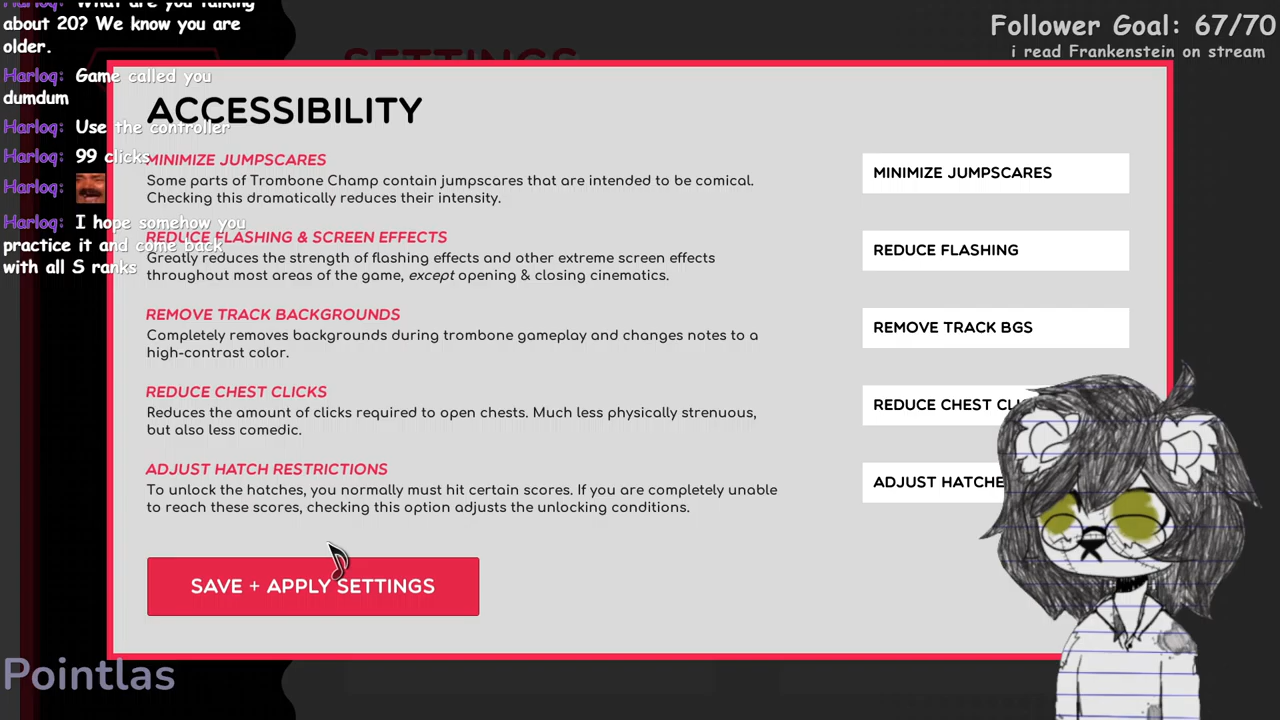 Harloq: What are you talking
about 20? We know you are
older.
Harloq: Game called you
dumdum
Harloq: Use the controller
Harloq: 99 clicks
Harloq:
Harloq: I hope somehow you
practice it and come back
with all S ranks
Follower Goal: 67/70
i read Frankenstein on stream
SETTINGS
ACCESSIBILITY
MINIMIZE JUMPSCARES
Some parts of Trombone Champ contain jumpscares that are intended to be comical.
Checking this dramatically reduces their intensity.
MINIMIZE JUMPSCARES
REDUCE FLASHING & SCREEN EFFECTS
Greatly reduces the strength of flashing effects and other extreme screen effects
throughout most areas of the game, except opening & closing cinematics.
REDUCE FLASHING
REMOVE TRACK BACKGROUNDS
Completely removes backgrounds during trombone gameplay and changes notes to a
high-contrast color.
REMOVE TRACK BGS
REDUCE CHEST CLICKS
Reduces the amount of clicks required to open chests. Much less physically strenuous,
but also less comedic.
REDUCE CHEST CLI
ADJUST HATCH RESTRICTIONS
To unlock the hatches, you normally must hit certain scores. If you are completely unable
to reach these scores, checking this option adjusts the unlocking conditions.
ADJUST HATCHE
SAVE + APPLY SETTINGS
Pointlas